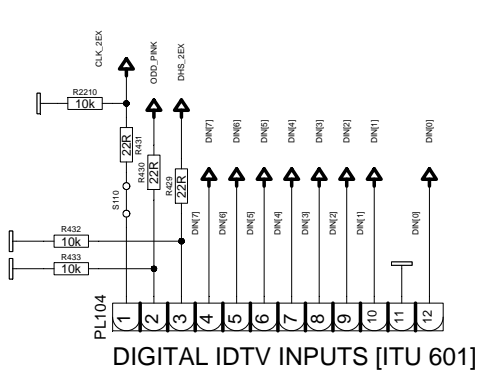 CLK_2EX
ODD_PINK
DHS_2EX
R2210
10k
22R
R431
22R
R430
22R
R429
S110
DIN[7]
DIN[6]
DIN[5]
DIN[4]
DIN[3]
DIN[2]
DIN[1]
DIN[0]
DIN[7]
DIN[6]
DIN[5]
DIN[4]
DIN[3]
DIN[2]
DIN[1]
DIN[0]
R432
10k
R433
10k
PL104
1 2 3 4 5 6 7 8 9 10 11 12
DIGITAL IDTV INPUTS [ITU 601]